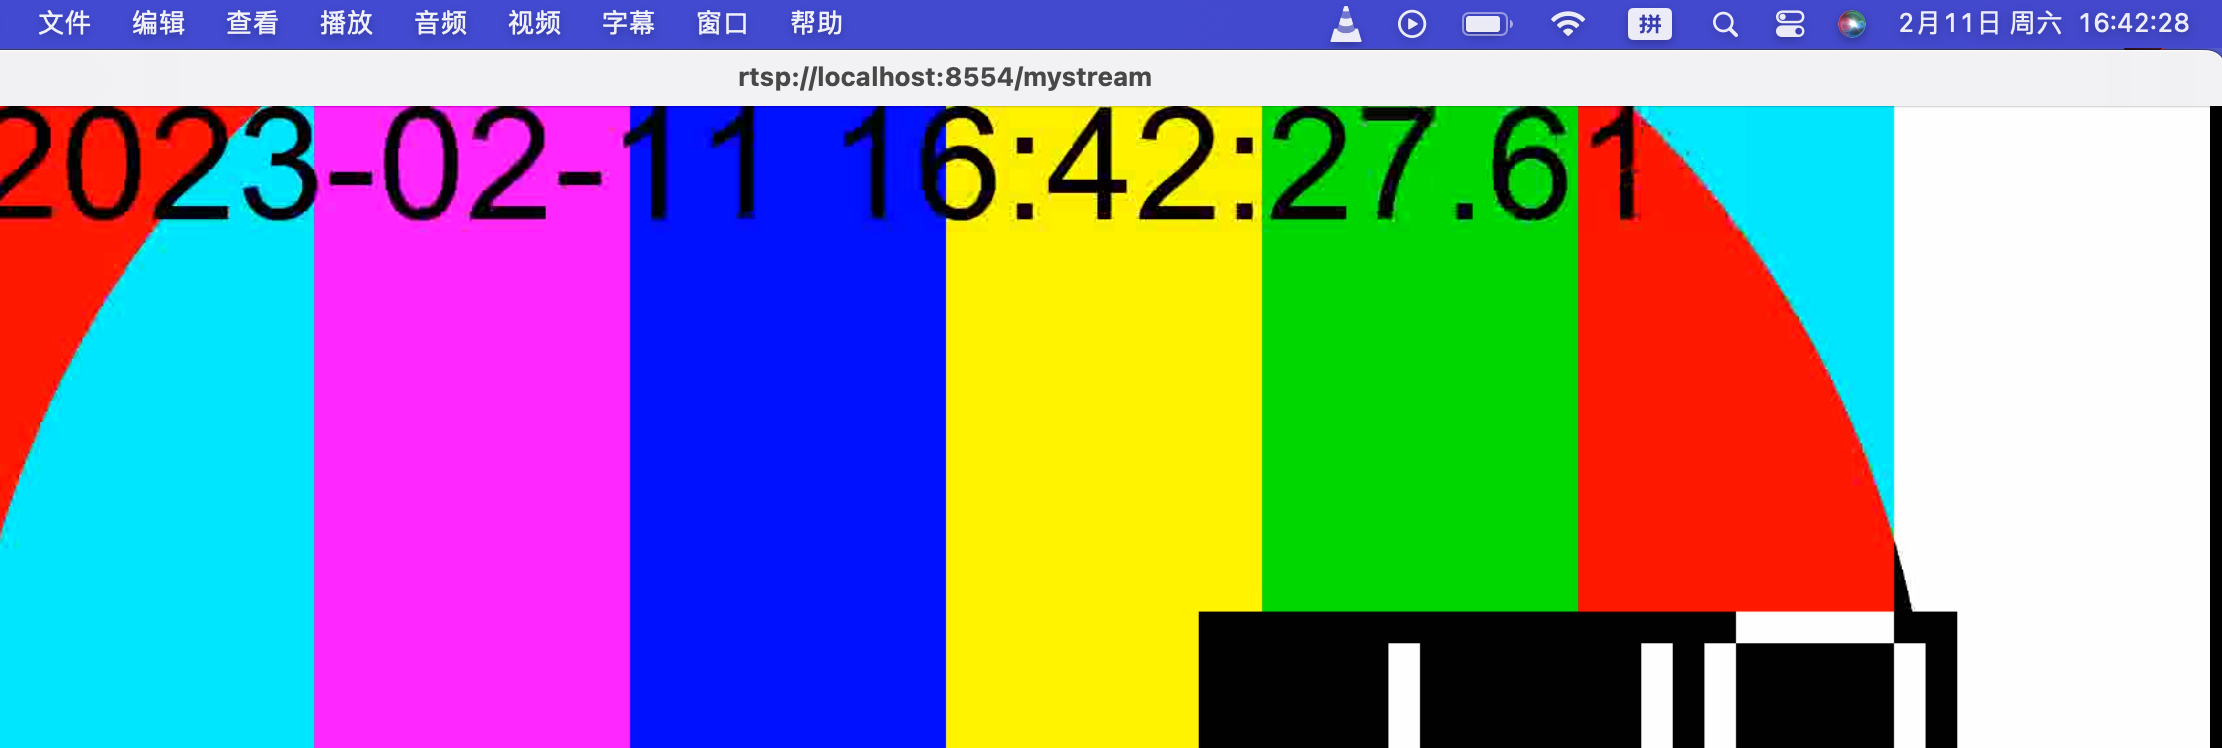 文件 编辑 查看 播放 音频 视频 字幕 窗口 帮助 拼 2月11日 周六 16:42:28
rtsp://localhost:8554/mystream
2023-02-11 16:42:27.61